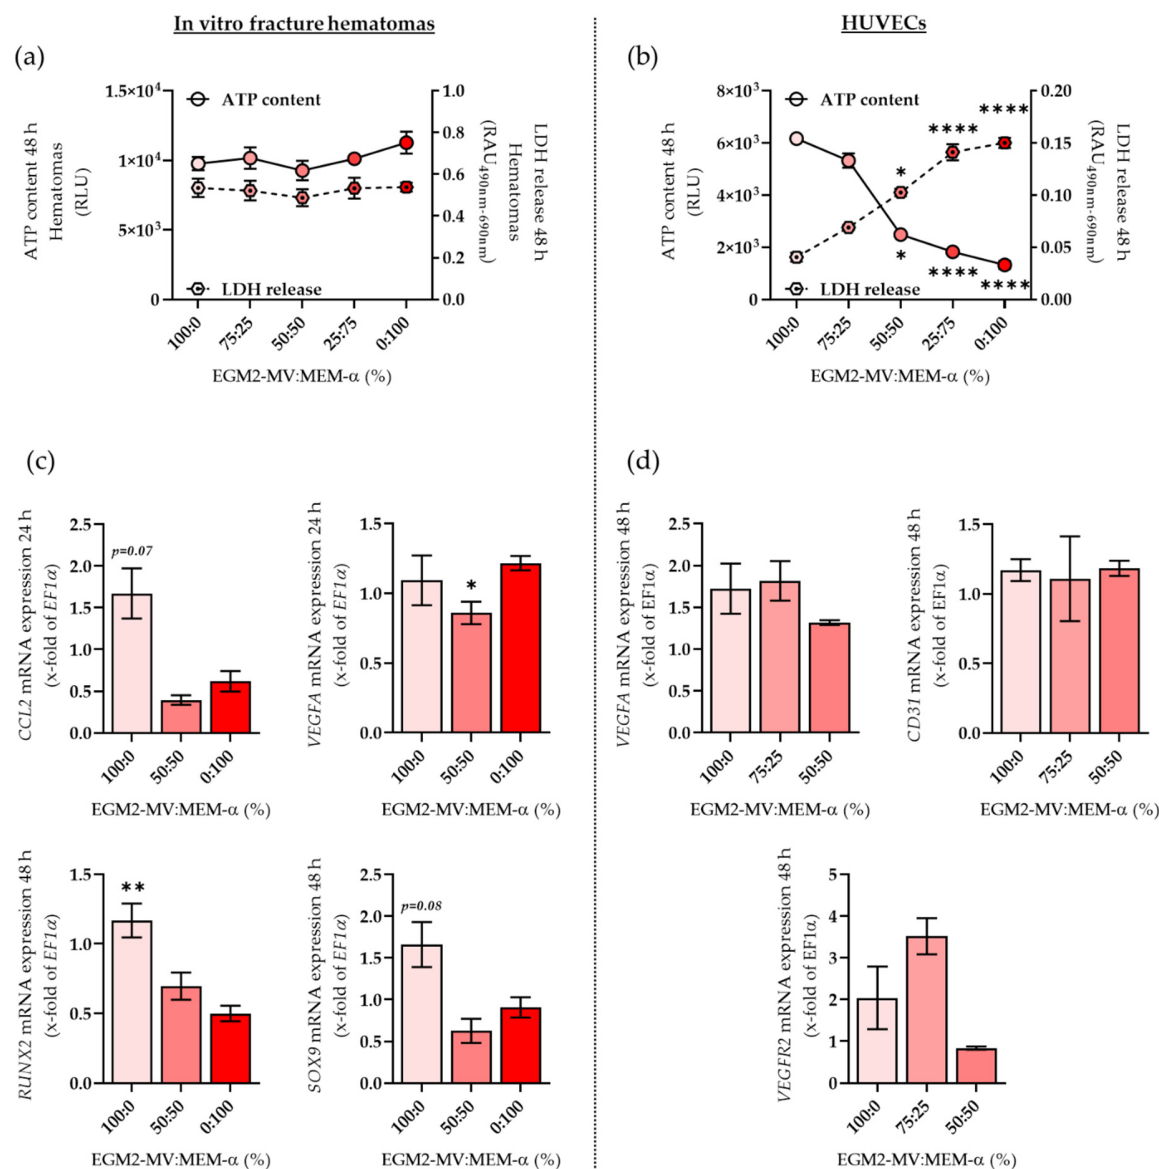 In vitro fracture hematomas
HUVECs
(a)
ATP content 48 h
Hematomas
(RLU)
1.5×10⁴
1×10⁴
5×10³
0
ATP content
LDH release
1.0
0.8
0.6
0.4
0.2
0.0
LDH release 48 h
Hematomas
(RAU490nm-690nm)
100:0
75:25
50:50
25:75
0:100
EGM2-MV:MEM-α (%)
(b)
ATP content 48 h
(RLU)
8×10³
6×10³
4×10³
2×10³
0
ATP content
LDH release
*
****
****
*
****
****
0.20
0.15
0.10
0.05
0.00
LDH release 48 h
(RAU490nm-690nm)
100:0
75:25
50:50
25:75
0:100
EGM2-MV:MEM-α (%)
(c)
CCL2 mRNA expression 24 h
(x-fold of EF1α)
2.5
2.0
1.5
1.0
0.5
0.0
p=0.07
100:0
50:50
0:100
EGM2-MV:MEM-α (%)
VEGFA mRNA expression 24 h
(x-fold of EF1α)
1.5
1.0
0.5
0.0
*
100:0
50:50
0:100
EGM2-MV:MEM-α (%)
RUNX2 mRNA expression 48 h
(x-fold of EF1α)
1.5
1.0
0.5
0.0
**
100:0
50:50
0:100
EGM2-MV:MEM-α (%)
SOX9 mRNA expression 48 h
(x-fold of EF1α)
2.5
2.0
1.5
1.0
0.5
0.0
p=0.08
100:0
50:50
0:100
EGM2-MV:MEM-α (%)
(d)
VEGFA mRNA expression 48 h
(x-fold of EF1α)
2.5
2.0
1.5
1.0
0.5
0.0
100:0
75:25
50:50
EGM2-MV:MEM-α (%)
CD31 mRNA expression 48 h
(x-fold of EF1α)
1.5
1.0
0.5
0.0
100:0
75:25
50:50
EGM2-MV:MEM-α (%)
VEGFR2 mRNA expression 48 h
(x-fold of EF1α)
5
4
3
2
1
0
100:0
75:25
50:50
EGM2-MV:MEM-α (%)